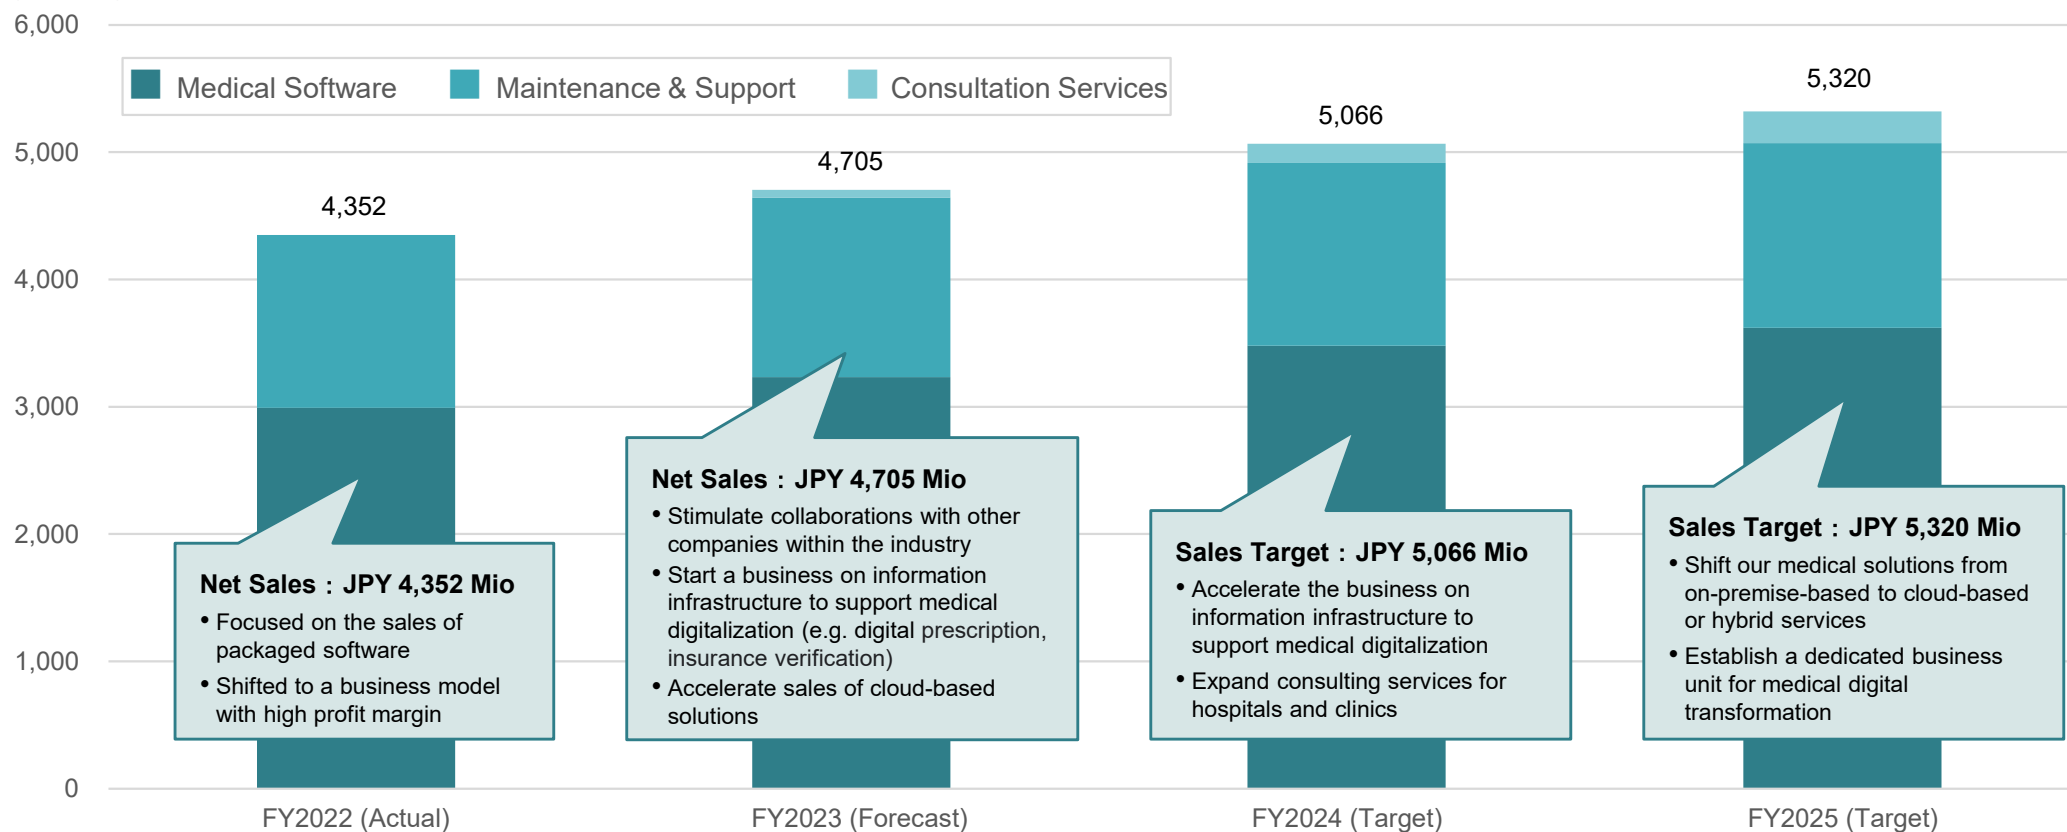 6,000
5,000
4,000
3,000
2,000
1,000
0
Medical Software
Maintenance & Support
Consultation Services
4,352
4,705
5,066
5,320
Net Sales : JPY 4,352 Mio
• Focused on the sales of
packaged software
• Shifted to a business model
with high profit margin
Net Sales : JPY 4,705 Mio
• Stimulate collaborations with other
companies within the industry
• Start a business on information
infrastructure to support medical
digitalization (e.g. digital prescription,
insurance verification)
• Accelerate sales of cloud-based
solutions
Sales Target : JPY 5,066 Mio
• Accelerate the business on
information infrastructure to
support medical digitalization
• Expand consulting services for
hospitals and clinics
Sales Target : JPY 5,320 Mio
• Shift our medical solutions from
on-premise-based to cloud-based
or hybrid services
• Establish a dedicated business
unit for medical digital
transformation
FY2022 (Actual)
FY2023 (Forecast)
FY2024 (Target)
FY2025 (Target)